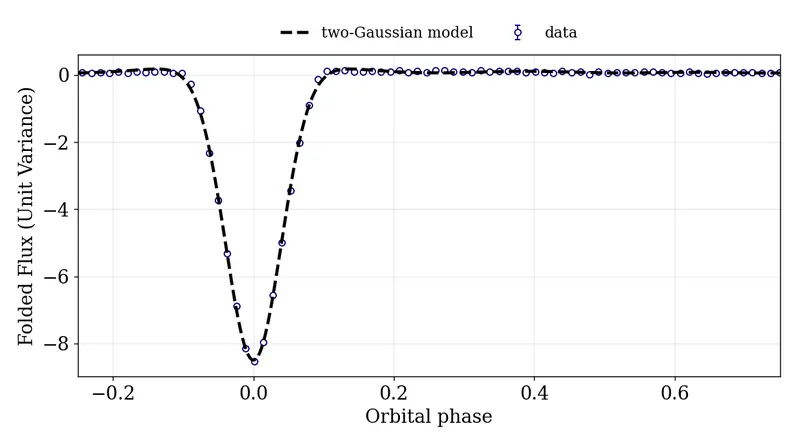 two-Gaussian model
data
Folded Flux (Unit Variance)
0
−2
−4
−6
−8
−0.2
0.0
0.2
0.4
0.6
Orbital phase